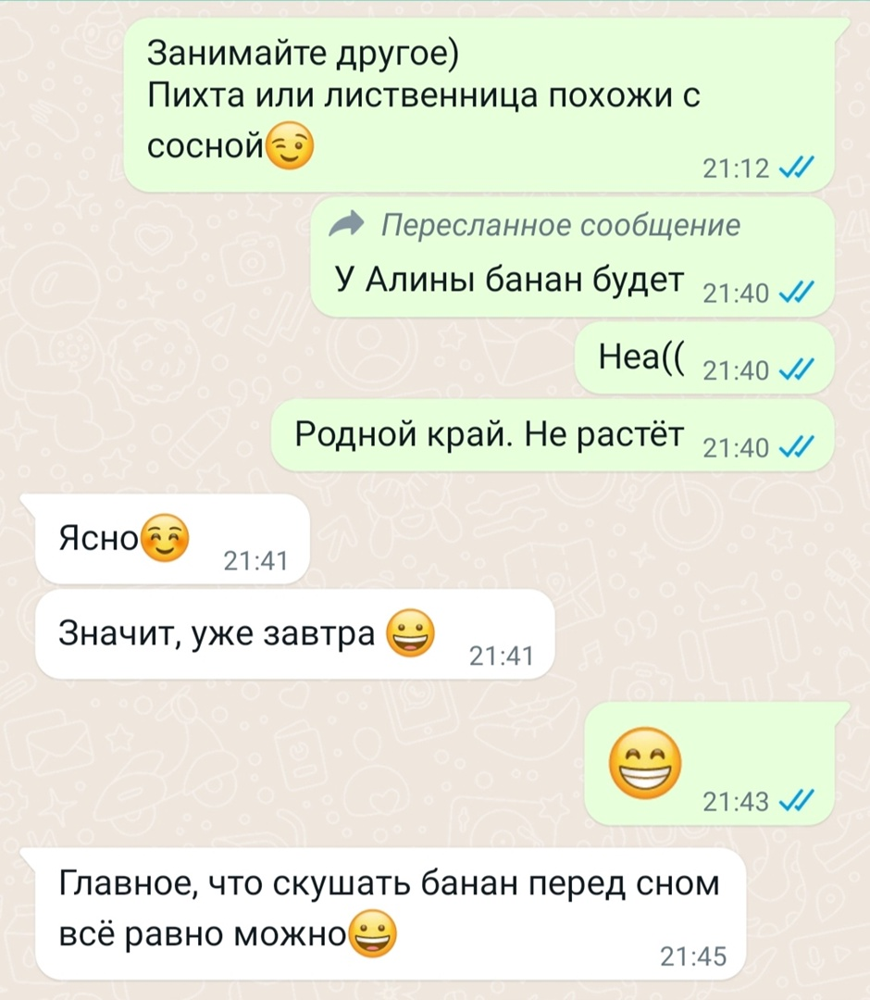 Занимайте другое)
Пихта или лиственница похожи с
сосной😉
21:12
Пересланное сообщение
У Алины банан будет 21:40
Неа(( 21:40
Родной край. Не растёт 21:40
Ясно☺️
21:41
Значит, уже завтра 😀
21:41
😁
21:43
Главное, что скушать банан перед сном
всё равно можно😀
21:45